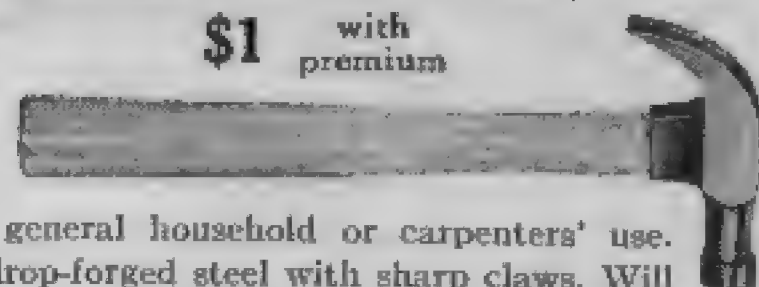 $1 with
premium
general household or carpenters' use.
drop-forged steel with sharp claws. Will